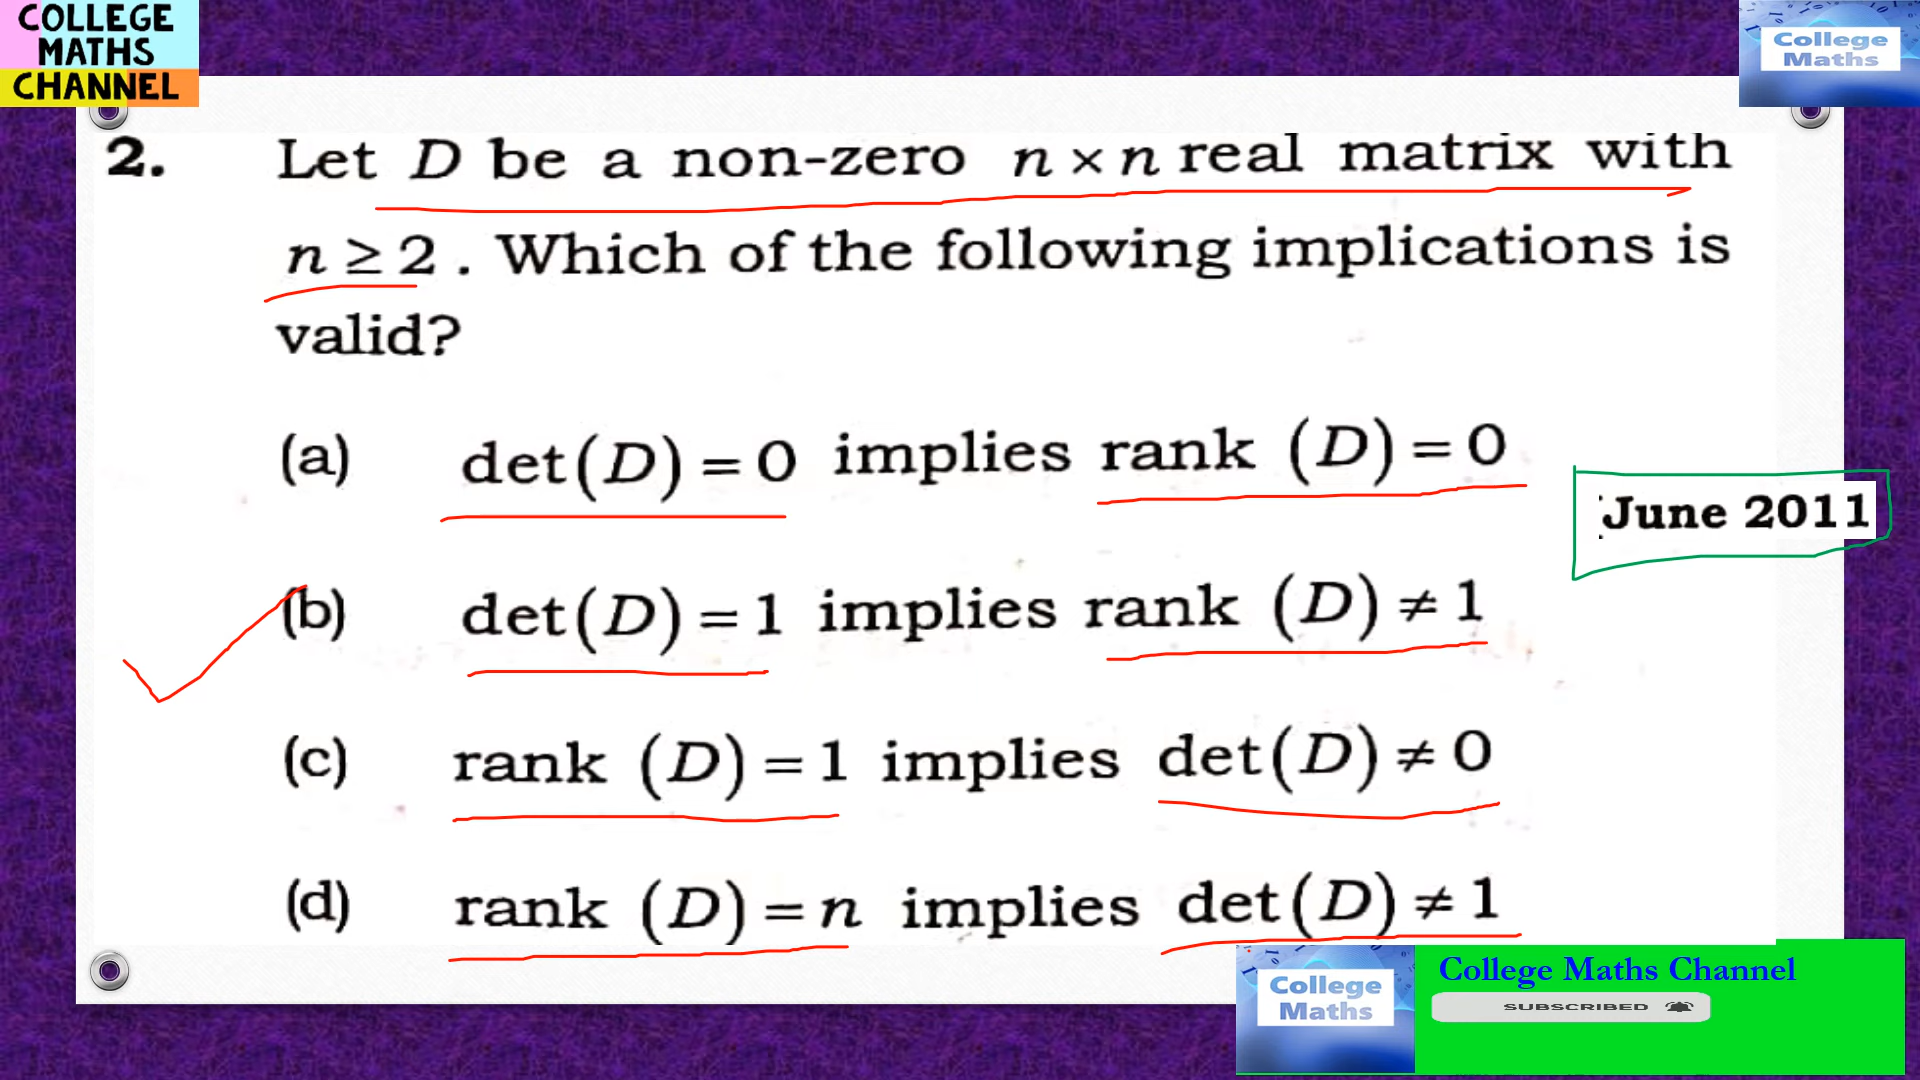 COLLEGE
MATHS
CHANNEL
College
Maths
2. Let D be a non-zero n × n real matrix with
n ≥ 2 . Which of the following implications is
valid?
(a) det(D) = 0 implies rank (D) = 0
June 2011
(b) det(D) = 1 implies rank (D) ≠ 1
(c) rank (D) = 1 implies det(D) ≠ 0
(d) rank (D) = n implies det(D) ≠ 1
College
Maths
College Maths Channel
SUBSCRIBED